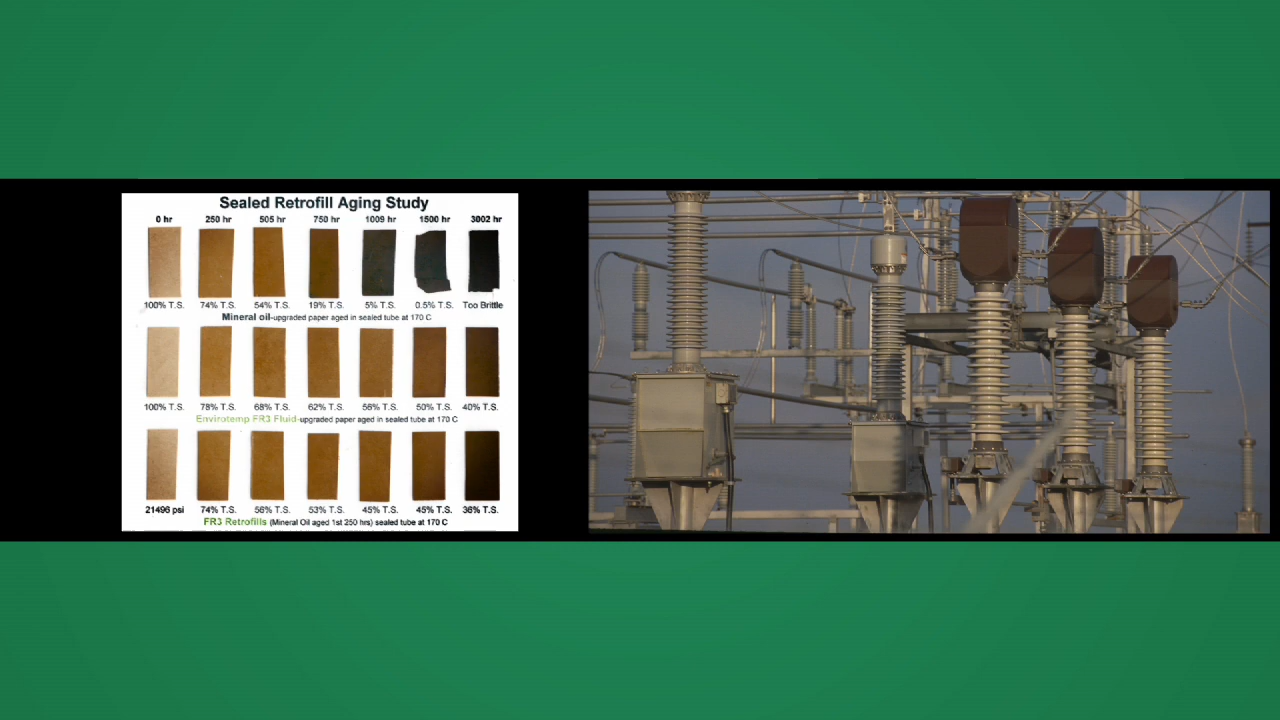 Sealed Retrofill Aging Study
0 hr 250 hr 505 hr 750 hr 1009 hr 1500 hr 3002 hr
100% T.S. 74% T.S. 54% T.S. 19% T.S. 5% T.S. 0.5% T.S. Too Brittle
Mineral oil-upgraded paper aged in sealed tube at 170 C
100% T.S. 78% T.S. 68% T.S. 62% T.S. 56% T.S. 50% T.S. 40% T.S.
Envirotemp FR3 Fluid-upgraded paper aged in sealed tube at 170 C
21496 psi 74% T.S. 56% T.S. 53% T.S. 45% T.S. 45% T.S. 36% T.S.
FR3 Retrofills (Mineral Oil aged 1st 250 hrs) sealed tube at 170 C